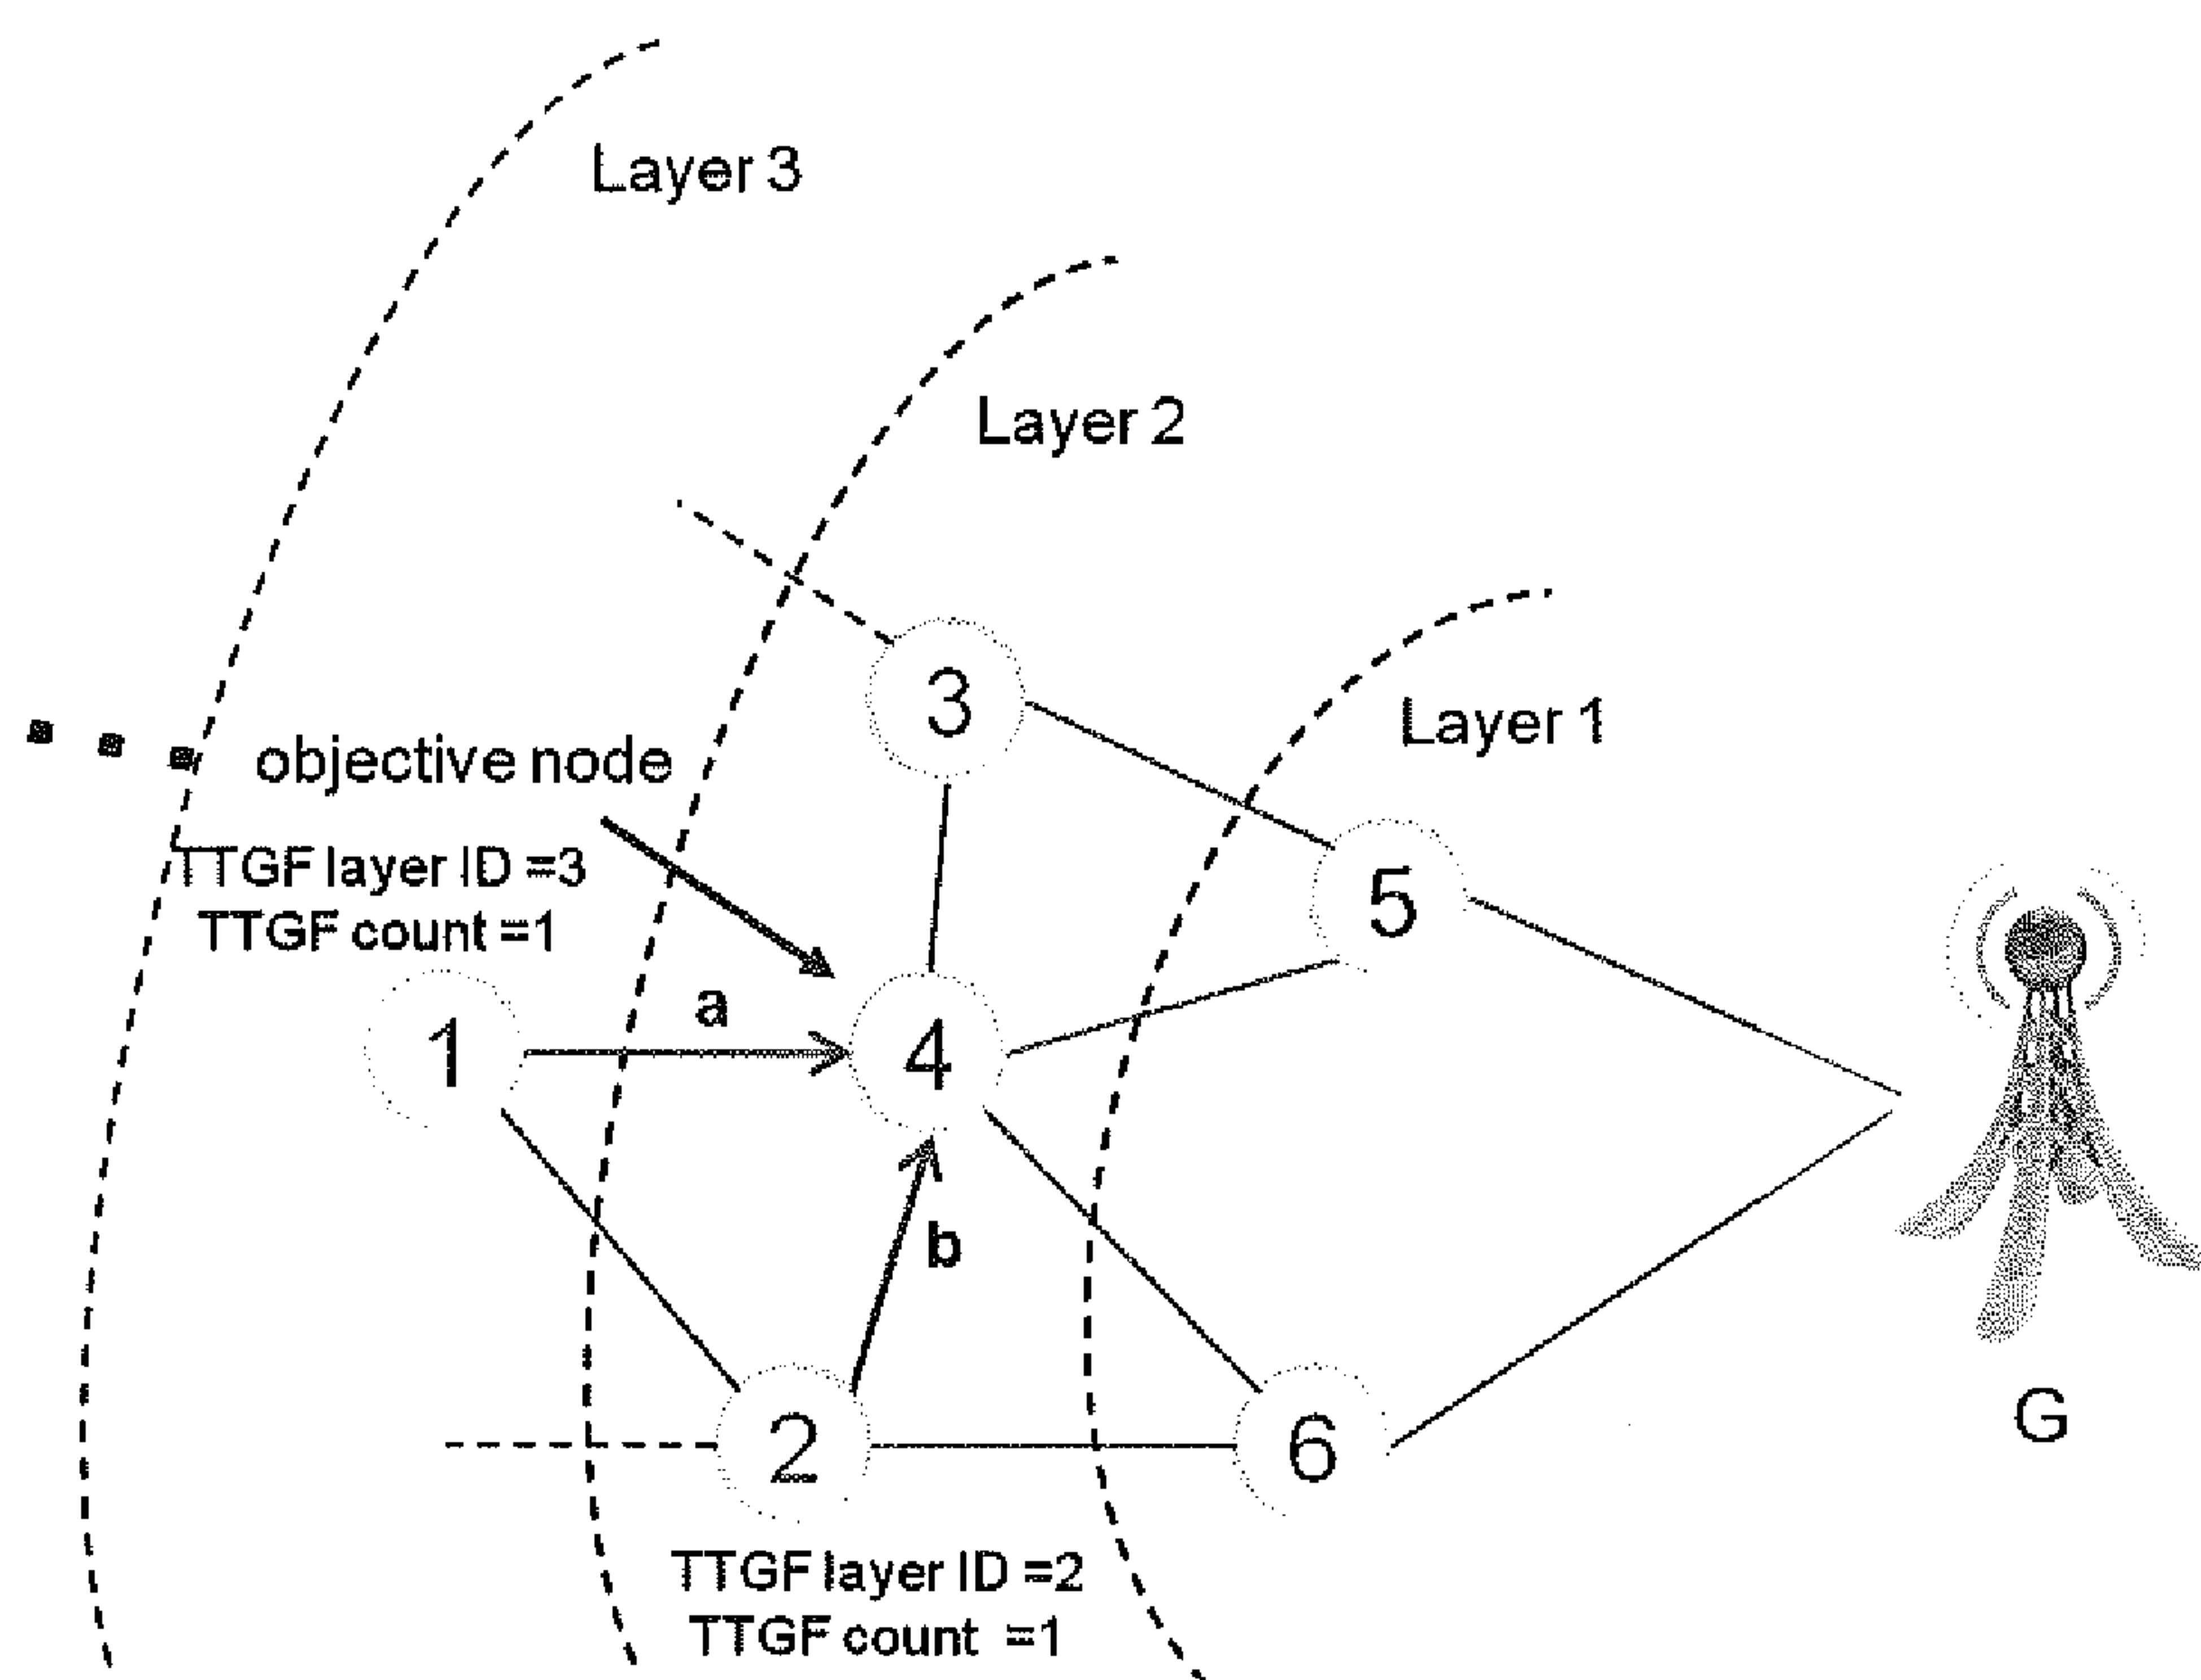 Layer 3
Layer 2
3
Layer 1
objective node
TTGF layer ID =3
TTGF count =1
5
a
1
4
b
G
2
6
TTGF layer ID =2
TTGF count =1